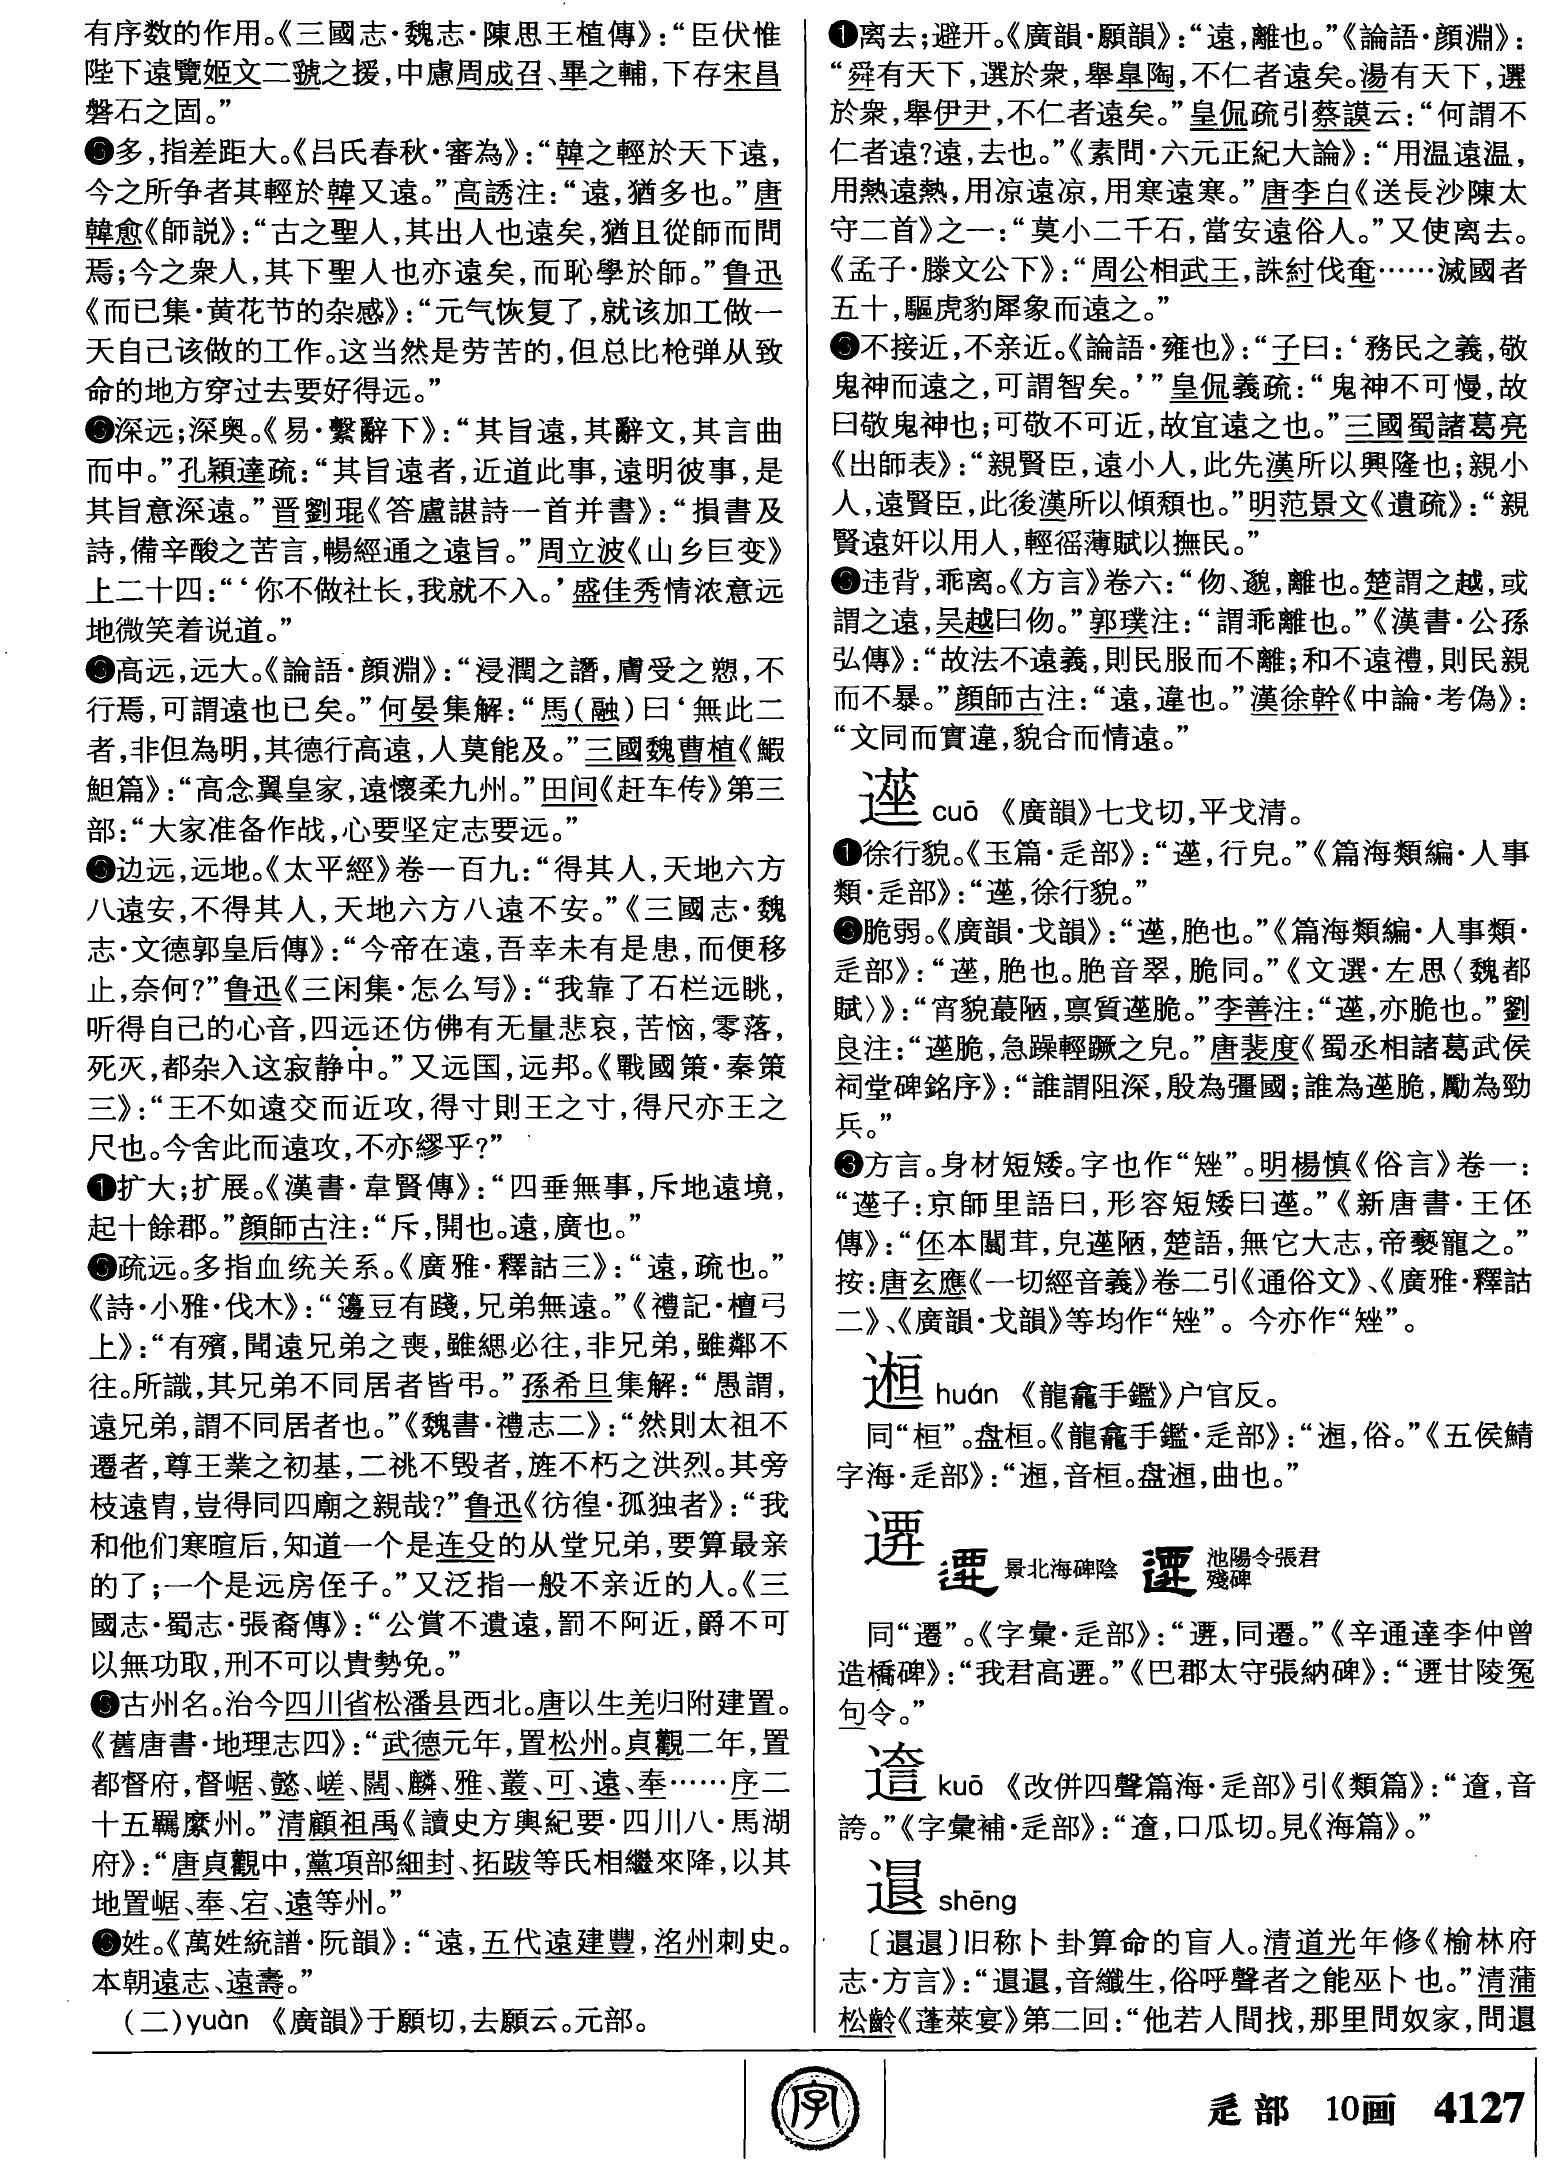 有序数的作用。《三國志·魏志·陳思王植傳》：“臣伏惟
陛下遠覽姬文二虢之援，中慮周成召、畢之輔，下存宋昌
磐石之固。”
多，指差距大。《吕氏春秋·審為》：“韓之輕於天下遠，
今之所争者其輕於韓又遠。”高誘注：“遠，猶多也。”唐
韓愈《師説》：“古之聖人，其出人也遠矣，猶且從師而問
焉；今之衆人，其下聖人也亦遠矣，而恥學於師。”鲁迅
《而已集·黄花节的杂感》：“元气恢复了，就该加工做一
天自己该做的工作。这当然是劳苦的，但总比枪弹从致
命的地方穿过去要好得远。”
深远；深奥。《易·繫辭下》：“其旨遠，其辭文，其言曲
而中。”孔穎達疏：“其旨遠者，近道此事，遠明彼事，是
其旨意深遠。”晋劉琨《答盧諶詩一首并書》：“損書及
詩，備辛酸之苦言，暢經通之遠旨。”周立波《山乡巨变》
上二十四：“‘你不做社长，我就不入。’盛佳秀情浓意远
地微笑着说道。”
高远，远大。《論語·顔淵》：“浸潤之譖，膚受之愬，不
行焉，可謂遠也已矣。”何晏集解：“馬（融）曰‘無此二
者，非但為明，其德行高遠，人莫能及。”三國魏曹植《鰕
䱇篇》：“高念翼皇家，遠懷柔九州。”田间《赶车传》第三
部：“大家准备作战，心要坚定志要远。”
边远，远地。《太平經》卷一百九：“得其人，天地六方
八遠安，不得其人，天地六方八遠不安。”《三國志·魏
志·文德郭皇后傳》：“今帝在遠，吾幸未有是患，而便移
止，奈何？”鲁迅《三闲集·怎么写》：“我靠了石栏远眺，
听得自己的心音，四远还仿佛有无量悲哀，苦恼，零落，
死灭，都杂入这寂静中。”又远国，远邦。《戰國策·秦策
三》：“王不如遠交而近攻，得寸則王之寸，得尺亦王之
尺也。今舍此而遠攻，不亦繆乎？”
❶扩大；扩展。《漢書·韋賢傳》：“四垂無事，斥地遠境，
起十餘郡。”顔師古注：“斥，開也。遠，廣也。”
疏远。多指血统关系。《廣雅·釋詁三》：“遠，疏也。”
《詩·小雅·伐木》：“籩豆有踐，兄弟無遠。”《禮記·檀弓
上》：“有殯，聞遠兄弟之喪，雖緦必往，非兄弟，雖鄰不
往。所識，其兄弟不同居者皆弔。”孫希旦集解：“愚謂，
遠兄弟，謂不同居者也。”《魏書·禮志二》：“然則太祖不
遷者，尊王業之初基，二祧不毁者，旌不朽之洪烈。其旁
枝遠胄，豈得同四廟之親哉？”鲁迅《彷徨·孤独者》：“我
和他们寒暄后，知道一个是连殳的从堂兄弟，要算最亲
的了；一个是远房侄子。”又泛指一般不亲近的人。《三
國志·蜀志·張裔傳》：“公賞不遺遠，罰不阿近，爵不可
以無功取，刑不可以貴勢免。”
古州名。治今四川省松潘县西北。唐以生羌归附建置。
《舊唐書·地理志四》：“武德元年，置松州。貞觀二年，置
都督府，督崌、懿、嵯、闊、麟、雅、叢、可、遠、奉……序二
十五羈縻州。”清顧祖禹《讀史方輿紀要·四川八·馬湖
府》：“唐貞觀中，黨項部細封、拓跋等氏相繼來降，以其
地置崌、奉、宕、遠等州。”
姓。《萬姓統譜·阮韻》：“遠，五代遠建豐，洺州刺史。
本朝遠志、遠壽。”
（二）yuàn 《廣韻》于願切，去願云。元部。
❶离去；避开。《廣韻·願韻》：“遠，離也。”《論語·顔淵》：
“舜有天下，選於衆，舉皋陶，不仁者遠矣。湯有天下，選
於衆，舉伊尹，不仁者遠矣。”皇侃疏引蔡謨云：“何謂不
仁者遠？遠，去也。”《素問·六元正紀大論》：“用温遠温，
用熱遠熱，用凉遠凉，用寒遠寒。”唐李白《送長沙陳太
守二首》之一：“莫小二千石，當安遠俗人。”又使离去。
《孟子·滕文公下》：“周公相武王，誅紂伐奄……滅國者
五十，驅虎豹犀象而遠之。”
不接近，不亲近。《論語·雍也》：“子曰：‘務民之義，敬
鬼神而遠之，可謂智矣。’”皇侃義疏：“鬼神不可慢，故
曰敬鬼神也；可敬不可近，故宜遠之也。”三國蜀諸葛亮
《出師表》：“親賢臣，遠小人，此先漢所以興隆也；親小
人，遠賢臣，此後漢所以傾頹也。”明范景文《遺疏》：“親
賢遠奸以用人，輕徭薄賦以撫民。”
违背，乖离。《方言》卷六：“伆、邈，離也。楚謂之越，或
謂之遠，吴越曰伆。”郭璞注：“謂乖離也。”《漢書·公孫
弘傳》：“故法不遠義，則民服而不離；和不遠禮，則民親
而不暴。”顔師古注：“遠，違也。”漢徐幹《中論·考偽》：
“文同而實違，貌合而情遠。”
遳 cuō 《廣韻》七戈切，平戈清。
❶徐行貌。《玉篇·辵部》：“遳，行皃。”《篇海類編·人事
類·辵部》：“遳，徐行貌。”
脆弱。《廣韻·戈韻》：“遳，脃也。”《篇海類編·人事類·
辵部》：“遳，脃也。脃音翠，脆同。”《文選·左思〈魏都
賦〉》：“宵貌蕞陋，禀質遳脆。”李善注：“遳，亦脆也。”劉
良注：“遳脆，急躁輕蹶之皃。”唐裴度《蜀丞相諸葛武侯
祠堂碑銘序》：“誰謂阻深，殷為彊國；誰為遳脆，勵為勁
兵。”
❸方言。身材短矮。字也作“矬”。明楊慎《俗言》卷一：
“遳子：京師里語曰，形容短矮曰遳。”《新唐書·王伾
傳》：“伾本闒茸，皃遳陋，楚語，無它大志，帝褻寵之。”
按：唐玄應《一切經音義》卷二引《通俗文》、《廣雅·釋詁
二》、《廣韻·戈韻》等均作“矬”。今亦作“矬”。
𨕹 huán 《龍龕手鑑》户官反。
同“桓”。盘桓。《龍龕手鑑·辵部》：“𨕹，俗。”《五侯鯖
字海·辵部》：“𨕹，音桓。盘𨕹，曲也。”
景北海碑陰 池陽令張君
殘碑
同“遷”。《字彙·辵部》：“，同遷。”《辛通達李仲曾
造橋碑》：“我君高。”《巴郡太守張納碑》：“甘陵冤
句令。”
kuā 《改併四聲篇海·辵部》引《類篇》：“，音
誇。”《字彙補·辵部》：“，口瓜切。見《海篇》。”
shēng
〔〕旧称卜卦算命的盲人。清道光年修《榆林府
志·方言》：“，音纖生，俗呼瞽者之能巫卜也。”清蒲
松齡《蓬萊宴》第二回：“他若人間找，那里問奴家，問
字
辵部 10画 4127